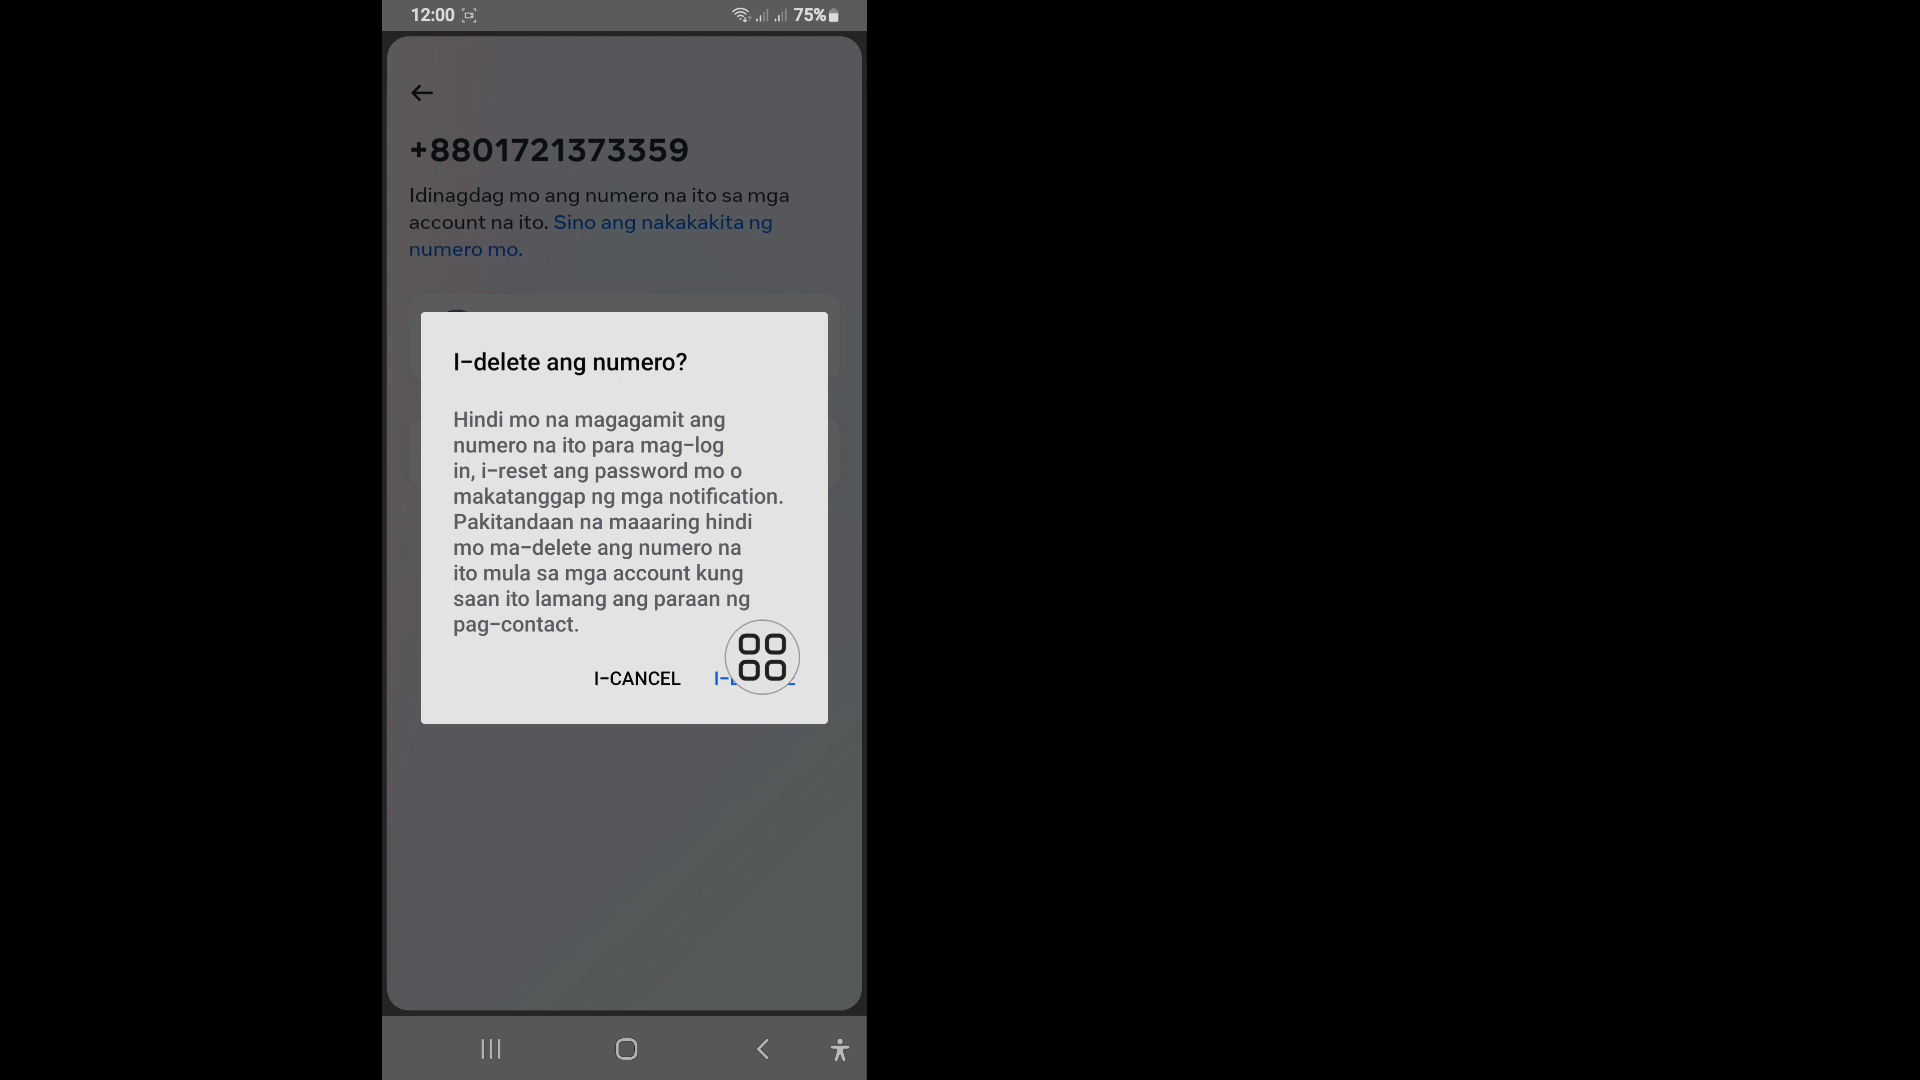 12:00
75%
+8801721373359
Idinagdag mo ang numero na ito sa mga
account na ito. Sino ang nakakakita ng
numero mo.
I-delete ang numero?
Hindi mo na magagamit ang
numero na ito para mag-log
in, i-reset ang password mo o
makatanggap ng mga notification.
Pakitandaan na maaaring hindi
mo ma-delete ang numero na
ito mula sa mga account kung
saan ito lamang ang paraan ng
pag-contact.
I-CANCEL